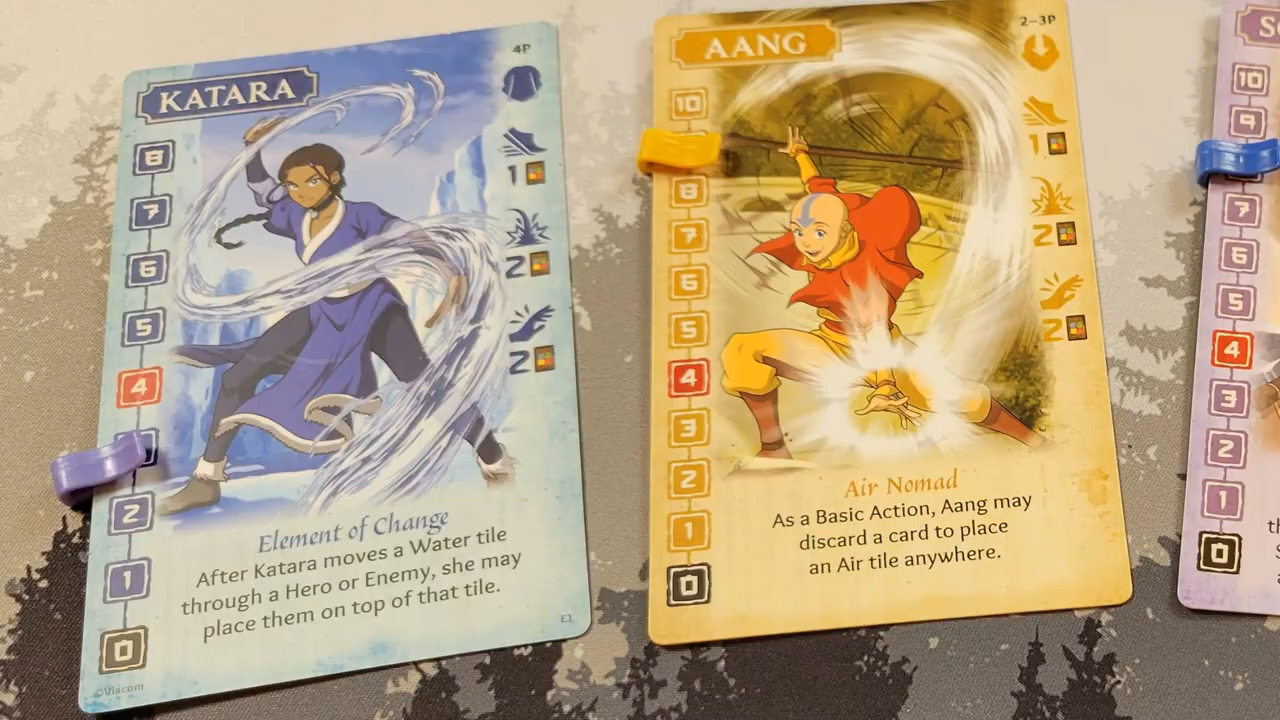 KATARA
4P
8
7
6
5
4
2
1
0
1
2
2
Element of Change
After Katara moves a Water tile
through a Hero or Enemy, she may
place them on top of that tile.
E1
©Viacom
AANG
2–3P
10
8
7
6
5
4
3
2
1
0
1
2
2
Air Nomad
As a Basic Action, Aang may
discard a card to place
an Air tile anywhere.
10
9
7
6
5
4
3
2
1
0